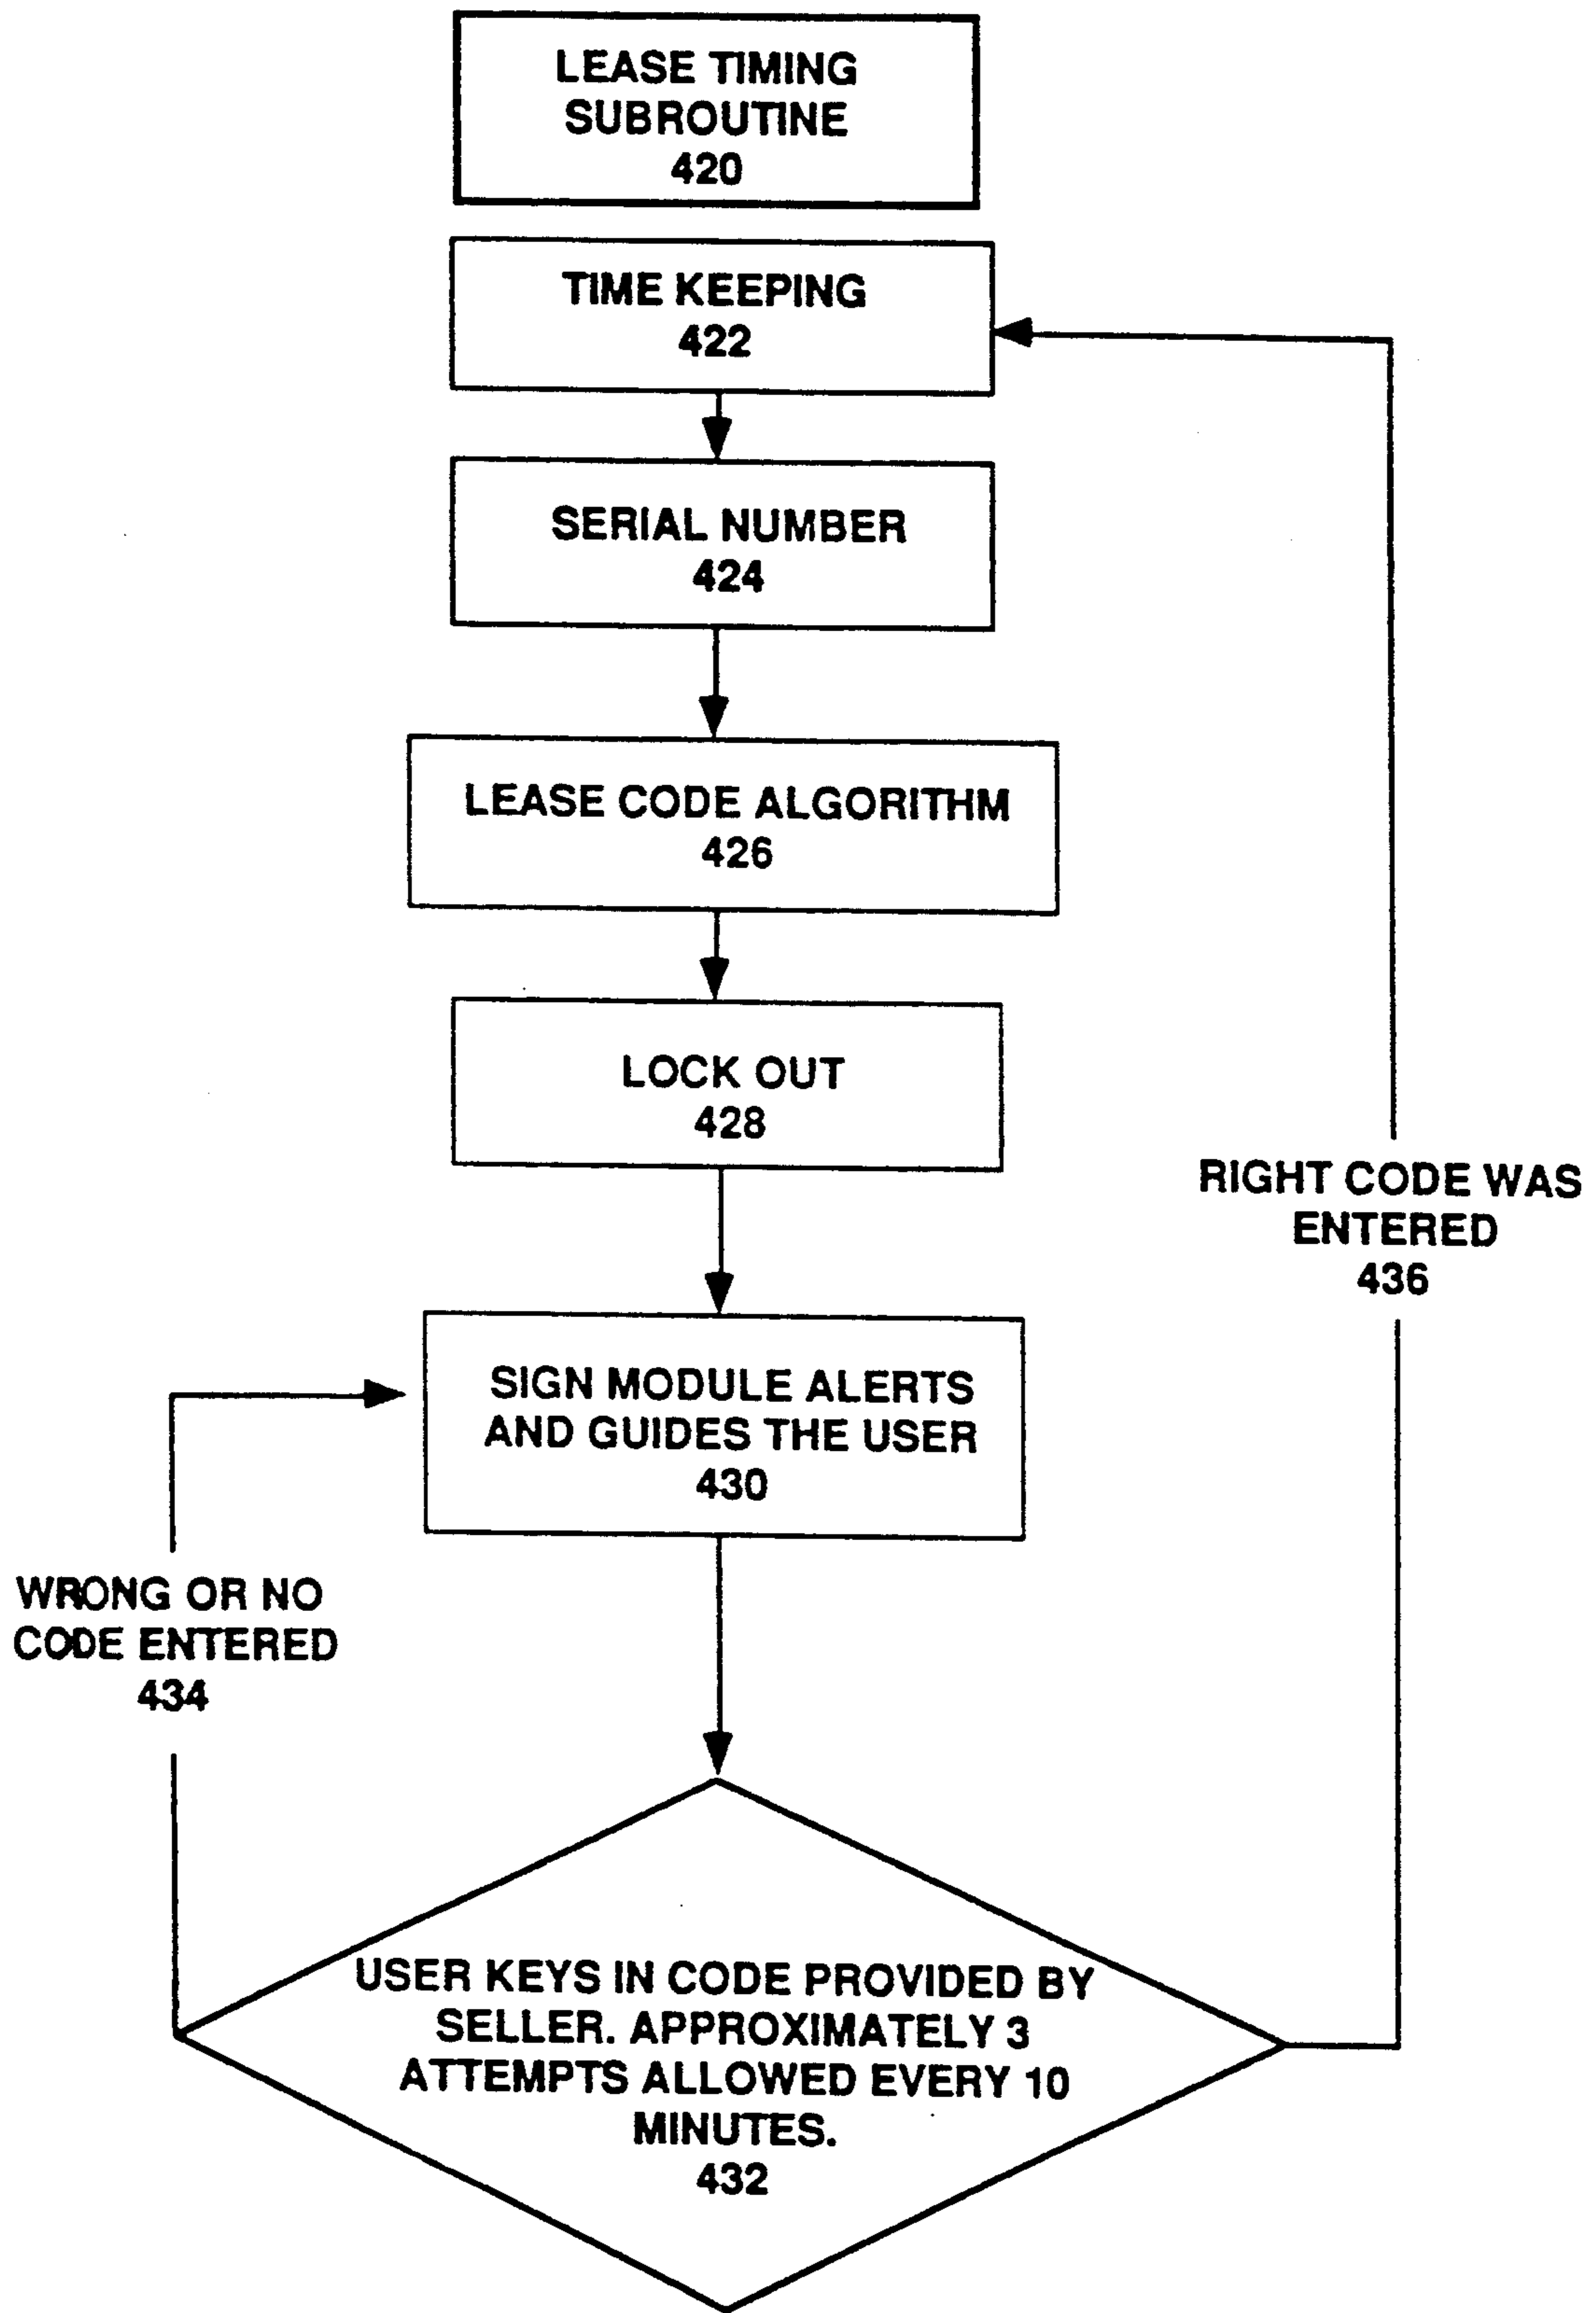 LEASE TIMING
SUBROUTINE
420
TIME KEEPING
422
SERIAL NUMBER
424
LEASE CODE ALGORITHM
426
LOCK OUT
428
RIGHT CODE WAS
ENTERED
436
SIGN MODULE ALERTS
AND GUIDES THE USER
430
WRONG OR NO
CODE ENTERED
434
USER KEYS IN CODE PROVIDED BY
SELLER. APPROXIMATELY 3
ATTEMPTS ALLOWED EVERY 10
MINUTES.
432